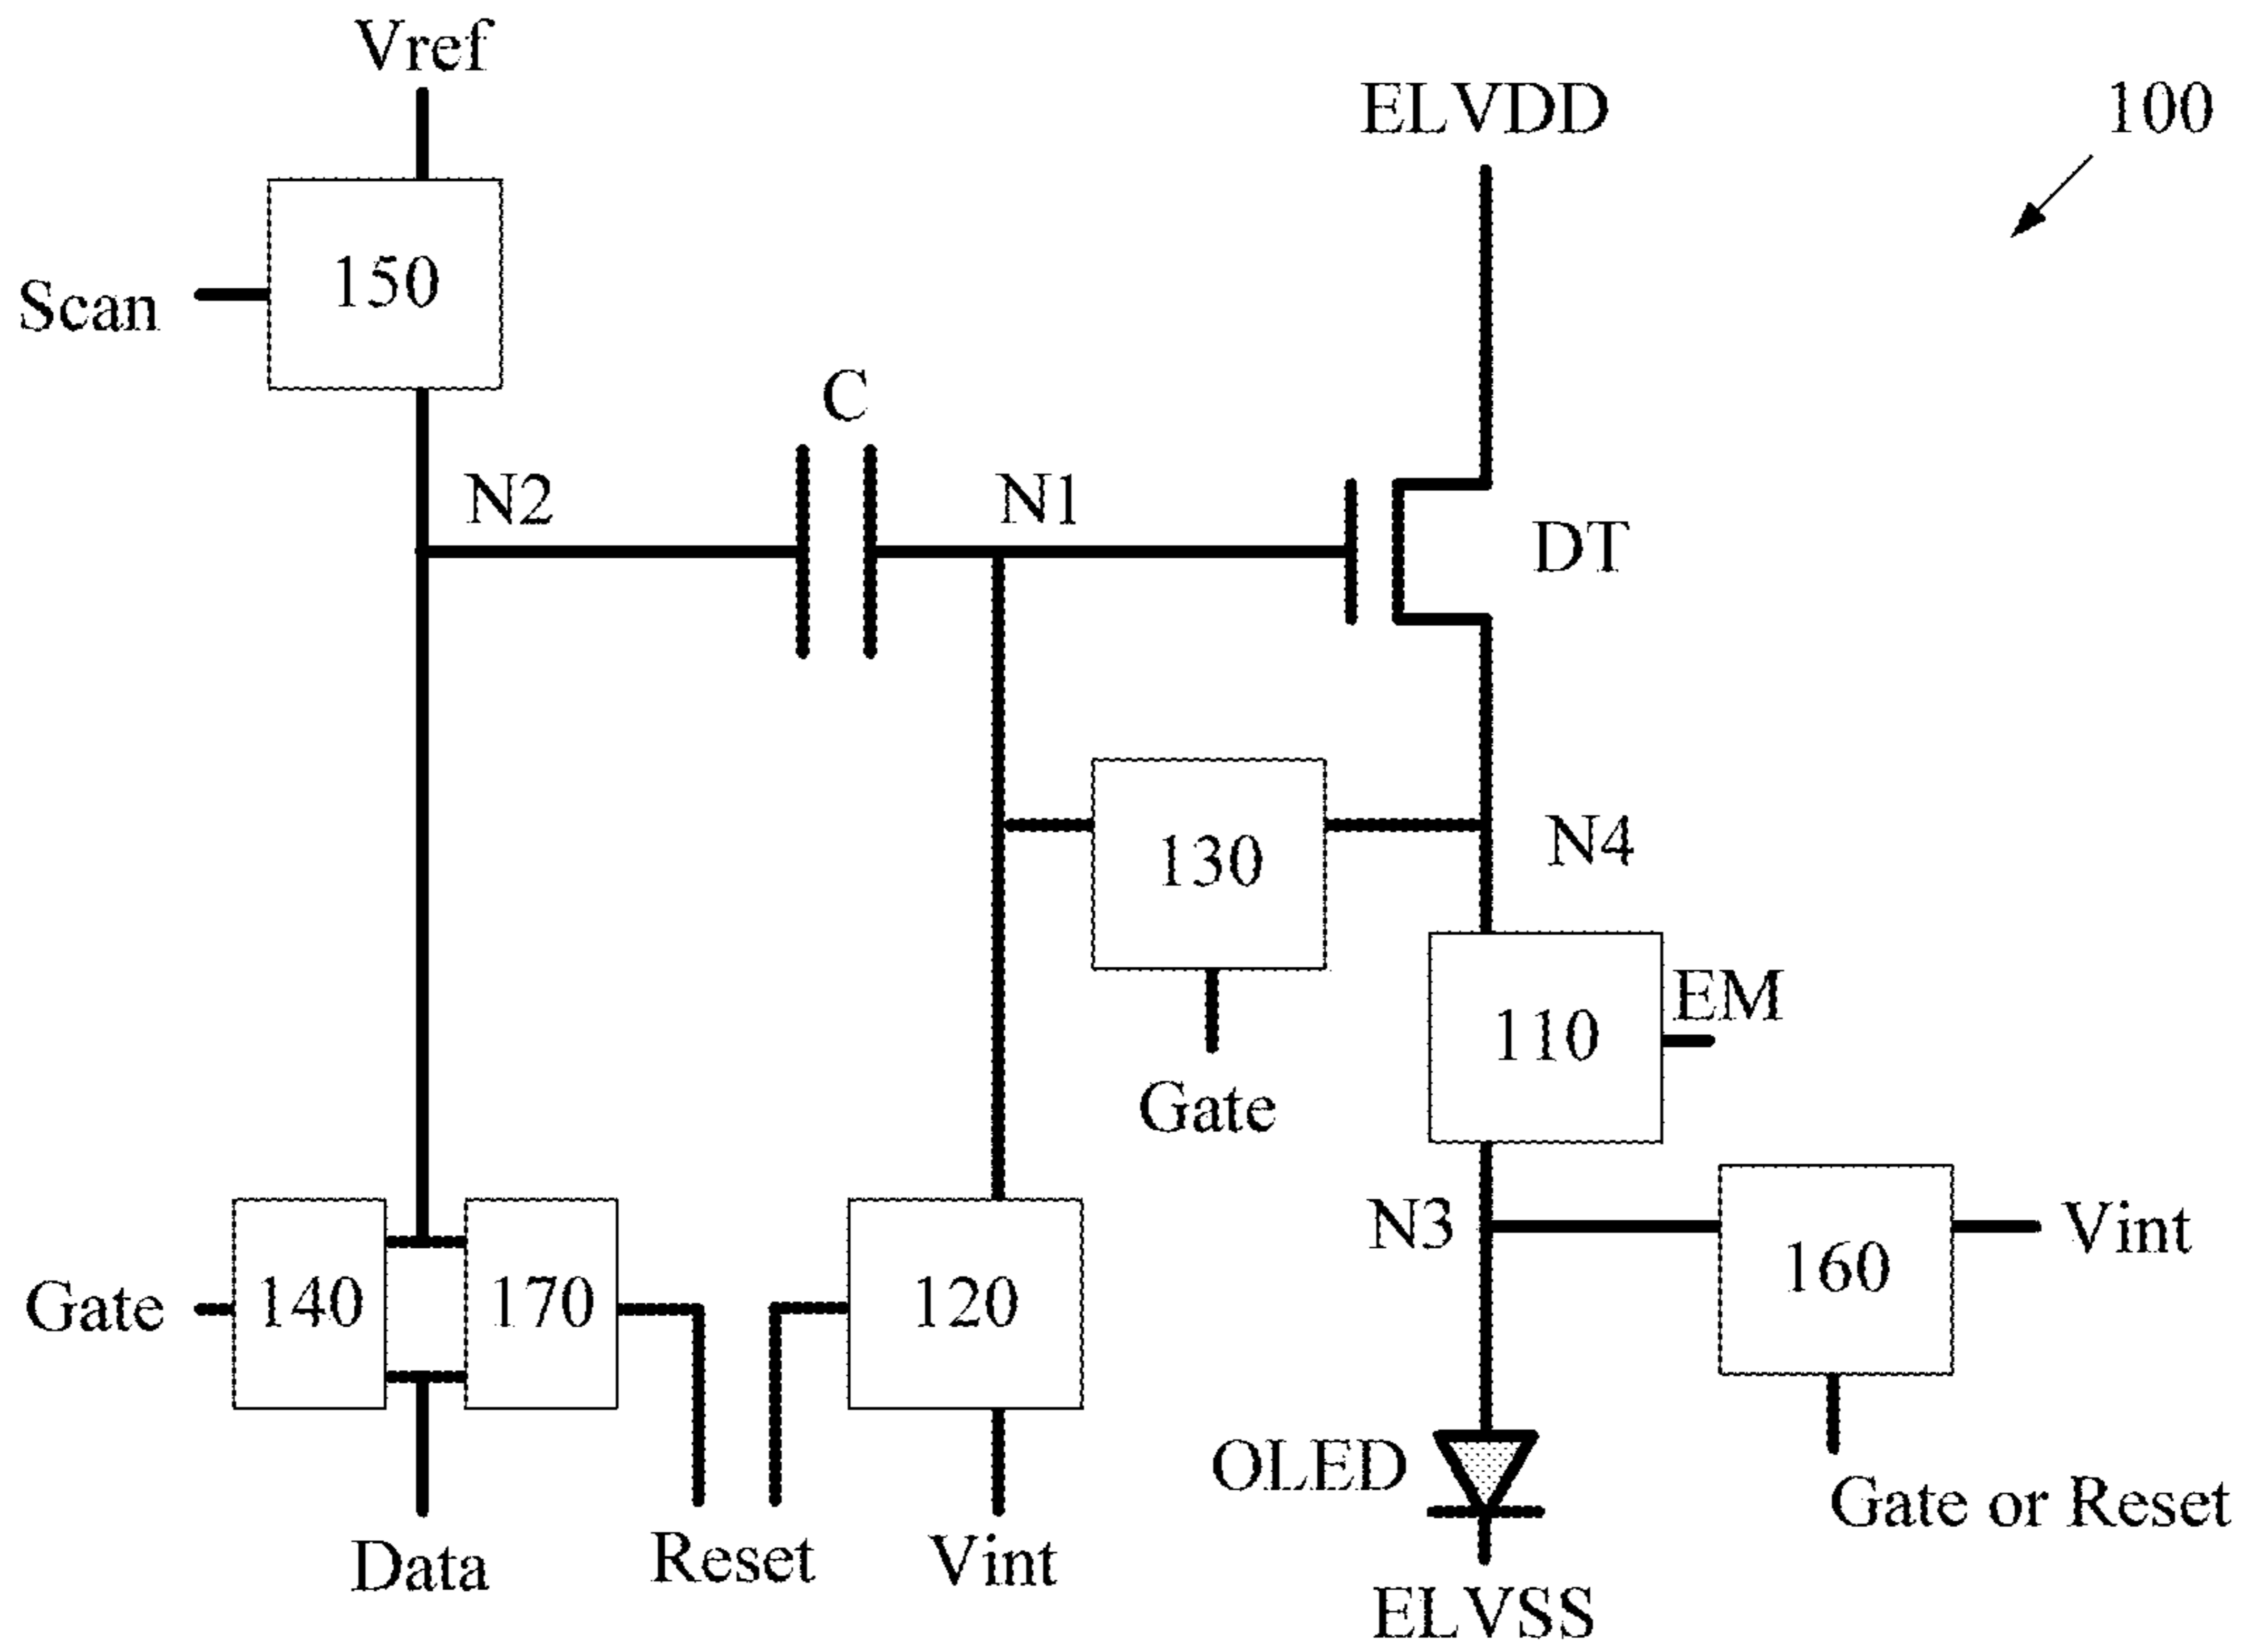 Vref
ELVDD
100
150
Scan
C
N2
N1
DT
130
N4
EM
110
Gate
N3
Vint
160
Gate
140
170
120
OLED
Gate or Reset
Data
Reset
Vint
ELVSS